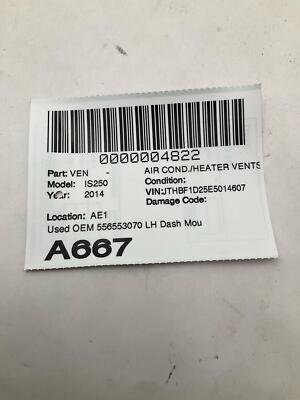 0000004822
Part: VEN - AIR COND./HEATER VENTS
Model: IS250 Condition:
Year: 2014 VIN:JTHBF1D25E5014607
Damage Code:
Location: AE1
Used OEM 556553070 LH Dash Mou
A667